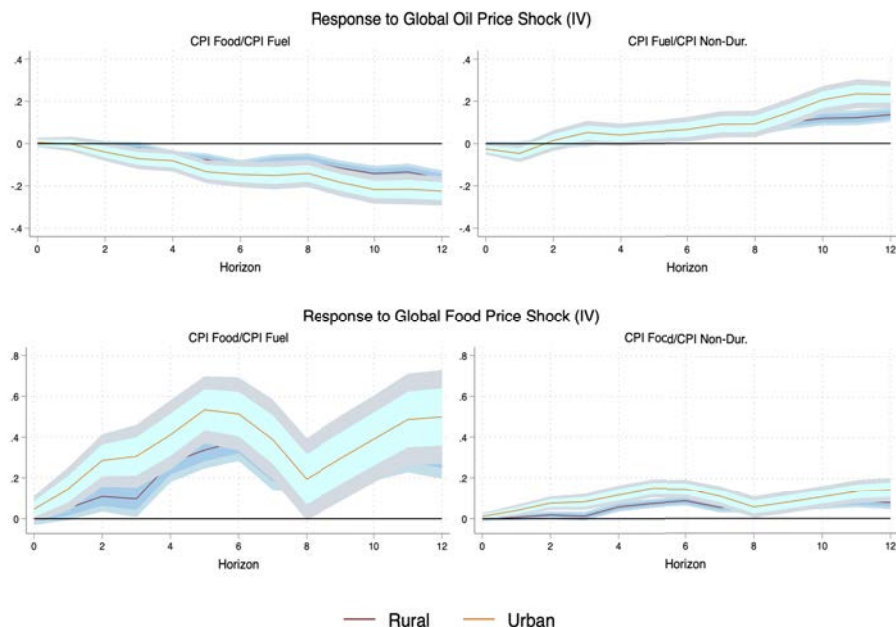 Response to Global Oil Price Shock (IV)
CPI Food/CPI Fuel
CPI Fuel/CPI Non-Dur.
.4
.2
0
-.2
-.4
0 2 4 6 8 10 12
Horizon
.4
.2
0
-.2
-.4
0 2 4 6 8 10 12
Horizon
Response to Global Food Price Shock (IV)
CPI Food/CPI Fuel
CPI Food/CPI Non-Dur.
.8
.6
.4
.2
0
0 2 4 6 8 10 12
Horizon
.8
.6
.4
.2
0
0 2 4 6 8 10 12
Horizon
Rural Urban